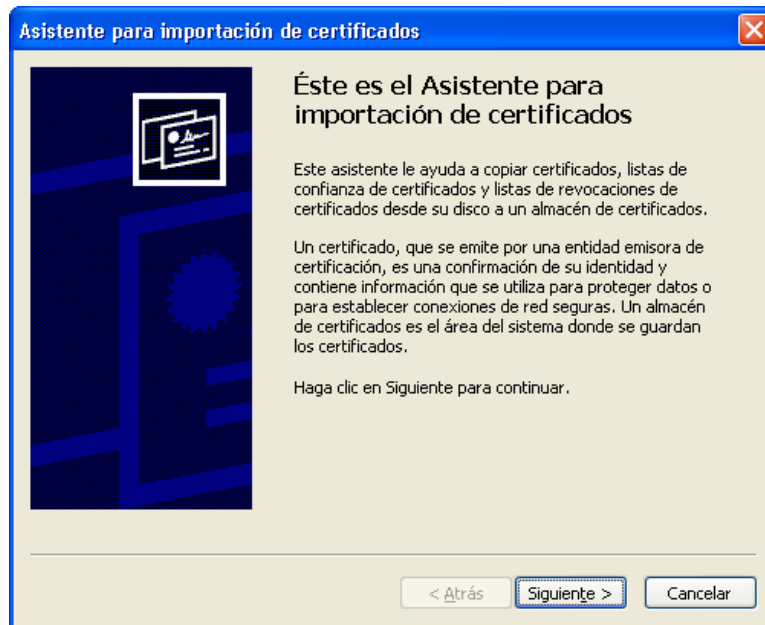 Asistente para importación de certificados
Éste es el Asistente para
importación de certificados
Este asistente le ayuda a copiar certificados, listas de
confianza de certificados y listas de revocaciones de
certificados desde su disco a un almacén de certificados.
Un certificado, que se emite por una entidad emisora de
certificación, es una confirmación de su identidad y
contiene información que se utiliza para proteger datos o
para establecer conexiones de red seguras. Un almacén
de certificados es el área del sistema donde se guardan
los certificados.
Haga clic en Siguiente para continuar.
< Atrás Siguiente > Cancelar